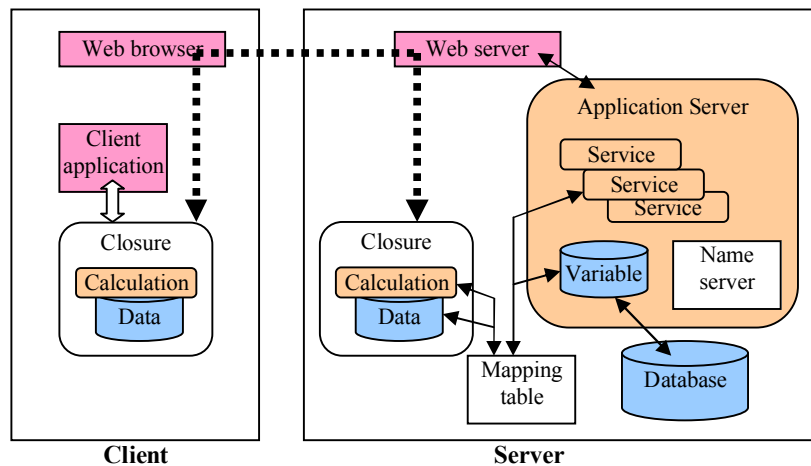 Web browser
Client
application
Closure
Calculation
Data
Client
Web server
Application Server
Service
Service
Service
Closure
Calculation
Data
Variable
Name
server
Mapping
table
Database
Server